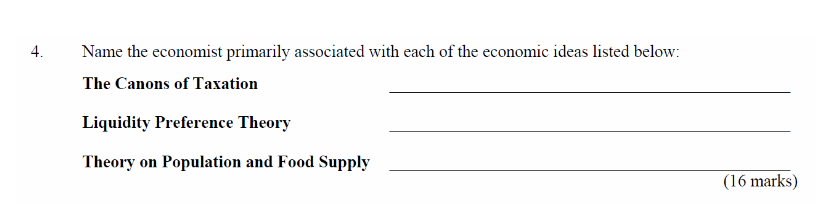 4. Name the economist primarily associated with each of the economic ideas listed below:
The Canons of Taxation
Liquidity Preference Theory
Theory on Population and Food Supply
(16 marks)